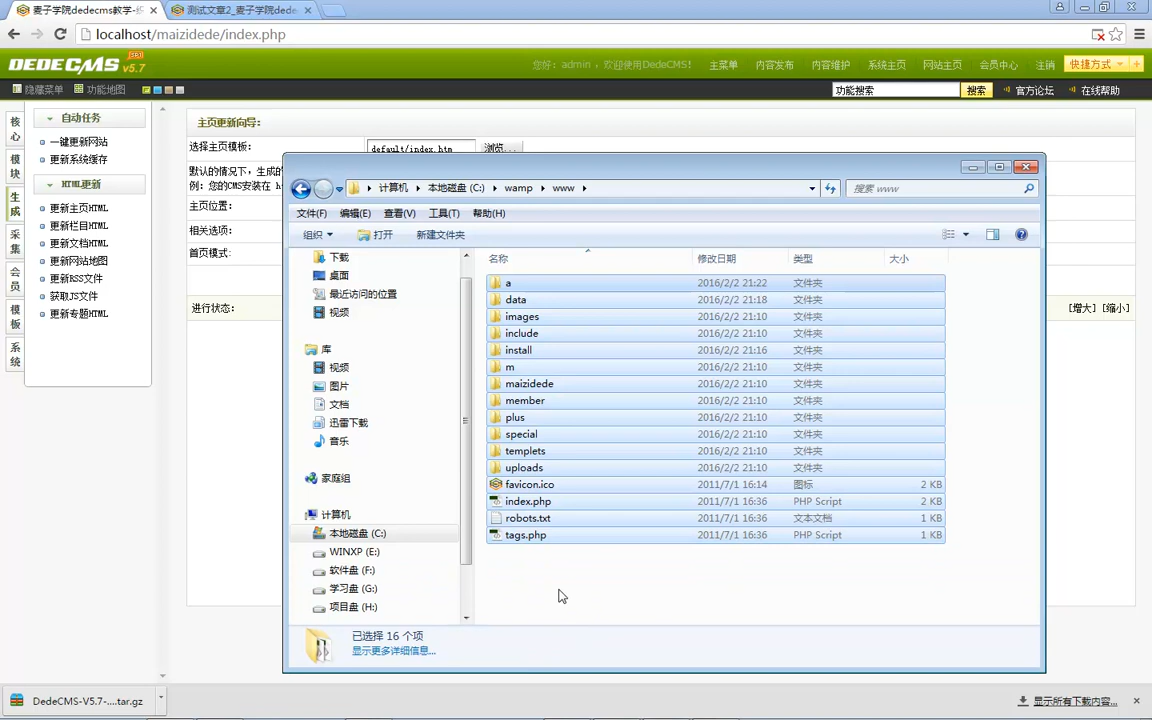 麦子学院dedecms教学-织
测试文章2_麦子学院dede
localhost/maizidede/index.php
DEDECMS v5.7
您好: admin ，欢迎使用DedeCMS!
主菜单
内容发布
内容维护
系统主页
网站主页
会员中心
注销
快捷方式
隐藏菜单
功能地图
功能搜索
搜索
官方论坛
在线帮助
核心
模块
生成
采集
会员
模板
系统
自动任务
一键更新网站
更新系统缓存
HTML更新
更新主页HTML
更新栏目HTML
更新文档HTML
更新网站地图
更新RSS文件
获取JS文件
更新专题HTML
主页更新向导:
选择主页模板:
default/index.htm
浏览...
默认的情况下，生成的
例：您的CMS安装在 h
主页位置:
相关选项:
首页模式:
进行状态:
[增大] [缩小]
计算机
本地磁盘 (C:)
wamp
www
搜索 www
文件(F)
编辑(E)
查看(V)
工具(T)
帮助(H)
组织
打开
新建文件夹
下载
桌面
最近访问的位置
视频
库
视频
图片
文档
迅雷下载
音乐
家庭组
计算机
本地磁盘 (C:)
WINXP (E:)
软件盘 (F:)
学习盘 (G:)
项目盘 (H:)
名称 修改日期 类型 大小
a 2016/2/2 21:22 文件夹
data 2016/2/2 21:18 文件夹
images 2016/2/2 21:10 文件夹
include 2016/2/2 21:10 文件夹
install 2016/2/2 21:16 文件夹
m 2016/2/2 21:10 文件夹
maizidede 2016/2/2 21:10 文件夹
member 2016/2/2 21:10 文件夹
plus 2016/2/2 21:10 文件夹
special 2016/2/2 21:10 文件夹
templets 2016/2/2 21:10 文件夹
uploads 2016/2/2 21:10 文件夹
favicon.ico 2011/7/1 16:14 图标 2 KB
index.php 2011/7/1 16:36 PHP Script 2 KB
robots.txt 2011/7/1 16:36 文本文档 1 KB
tags.php 2011/7/1 16:36 PHP Script 1 KB
已选择 16 个项
显示更多详细信息...
DedeCMS-V5.7-....tar.gz
显示所有下载内容...